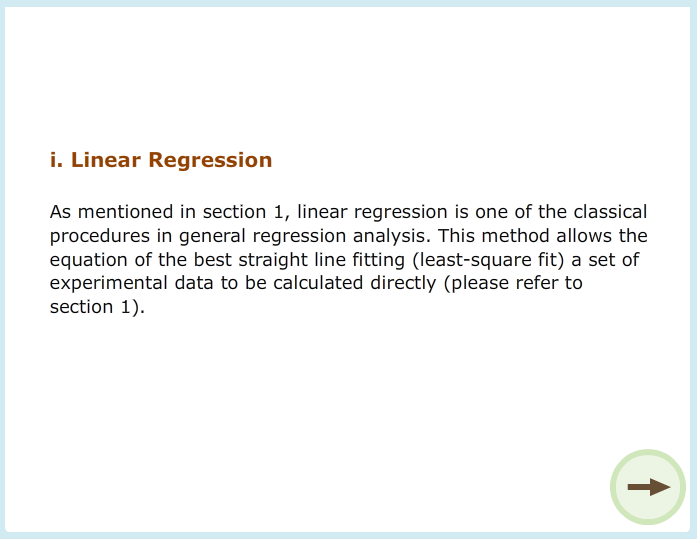 i. Linear Regression
As mentioned in section 1, linear regression is one of the classical
procedures in general regression analysis. This method allows the
equation of the best straight line fitting (least-square fit) a set of
experimental data to be calculated directly (please refer to
section 1).